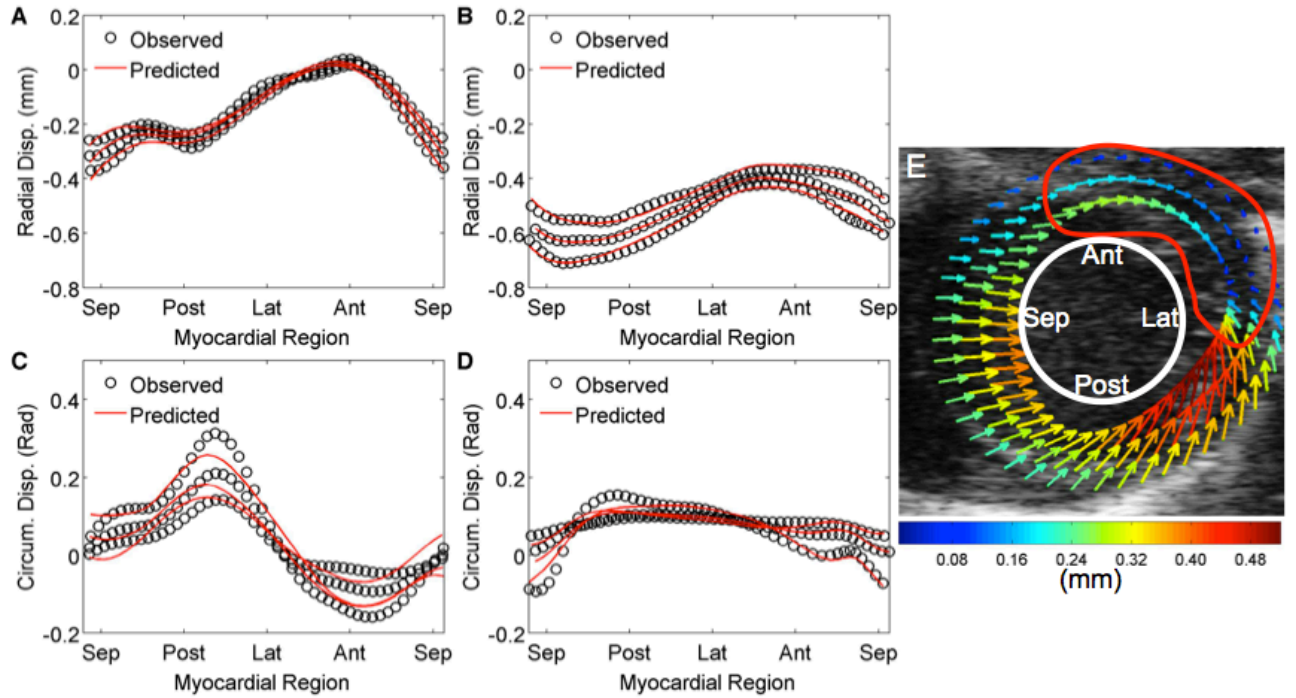 A
0.2
0
-0.2
-0.4
-0.6
-0.8
Radial Disp. (mm)
Observed
Predicted
Sep Post Lat Ant Sep
Myocardial Region
B
0.2
0
-0.2
-0.4
-0.6
-0.8
Radial Disp. (mm)
Observed
Predicted
Sep Post Lat Ant Sep
Myocardial Region
C
0.4
0.2
0
-0.2
Circum. Disp. (Rad)
Observed
Predicted
Sep Post Lat Ant Sep
Myocardial Region
D
0.4
0.2
0
-0.2
Circum. Disp. (Rad)
Observed
Predicted
Sep Post Lat Ant Sep
Myocardial Region
E
Ant
Sep Lat
Post
0.08 0.16 0.24 0.32 0.40 0.48
(mm)